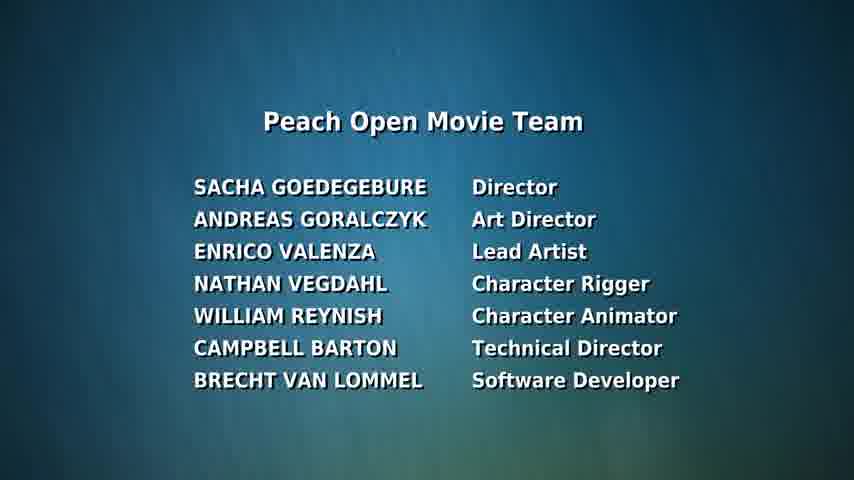 Peach Open Movie Team
SACHA GOEDEGEBURE Director
ANDREAS GORALCZYK Art Director
ENRICO VALENZA Lead Artist
NATHAN VEGDAHL Character Rigger
WILLIAM REYNISH Character Animator
CAMPBELL BARTON Technical Director
BRECHT VAN LOMMEL Software Developer